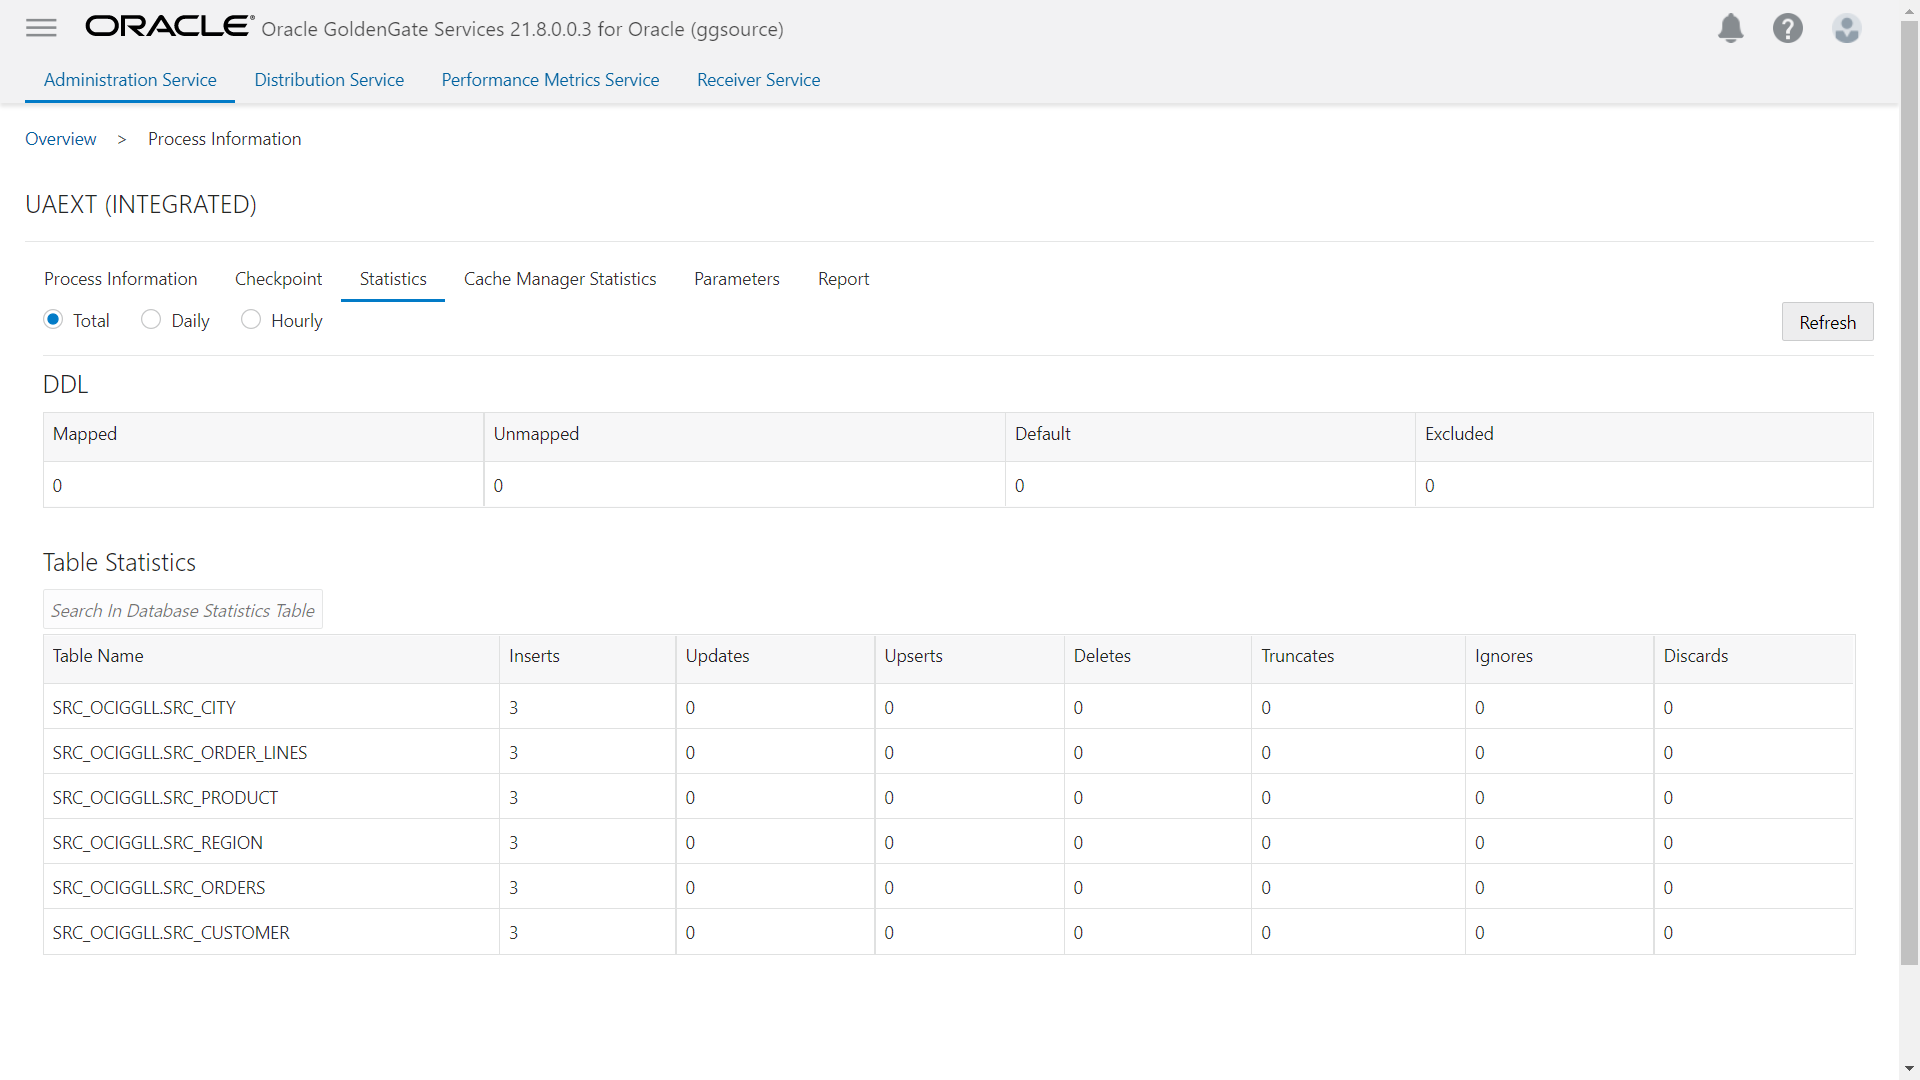 ORACLE Oracle GoldenGate Services 21.8.0.0.3 for Oracle (ggsource)
Administration Service Distribution Service Performance Metrics Service Receiver Service
Overview > Process Information
UAEXT (INTEGRATED)
Process Information Checkpoint Statistics Cache Manager Statistics Parameters Report
Total Daily Hourly
Refresh
DDL
Mapped Unmapped Default Excluded
0 0 0 0
Table Statistics
Search In Database Statistics Table
Table Name Inserts Updates Upserts Deletes Truncates Ignores Discards
SRC_OCIGGLL.SRC_CITY 3 0 0 0 0 0 0
SRC_OCIGGLL.SRC_ORDER_LINES 3 0 0 0 0 0 0
SRC_OCIGGLL.SRC_PRODUCT 3 0 0 0 0 0 0
SRC_OCIGGLL.SRC_REGION 3 0 0 0 0 0 0
SRC_OCIGGLL.SRC_ORDERS 3 0 0 0 0 0 0
SRC_OCIGGLL.SRC_CUSTOMER 3 0 0 0 0 0 0